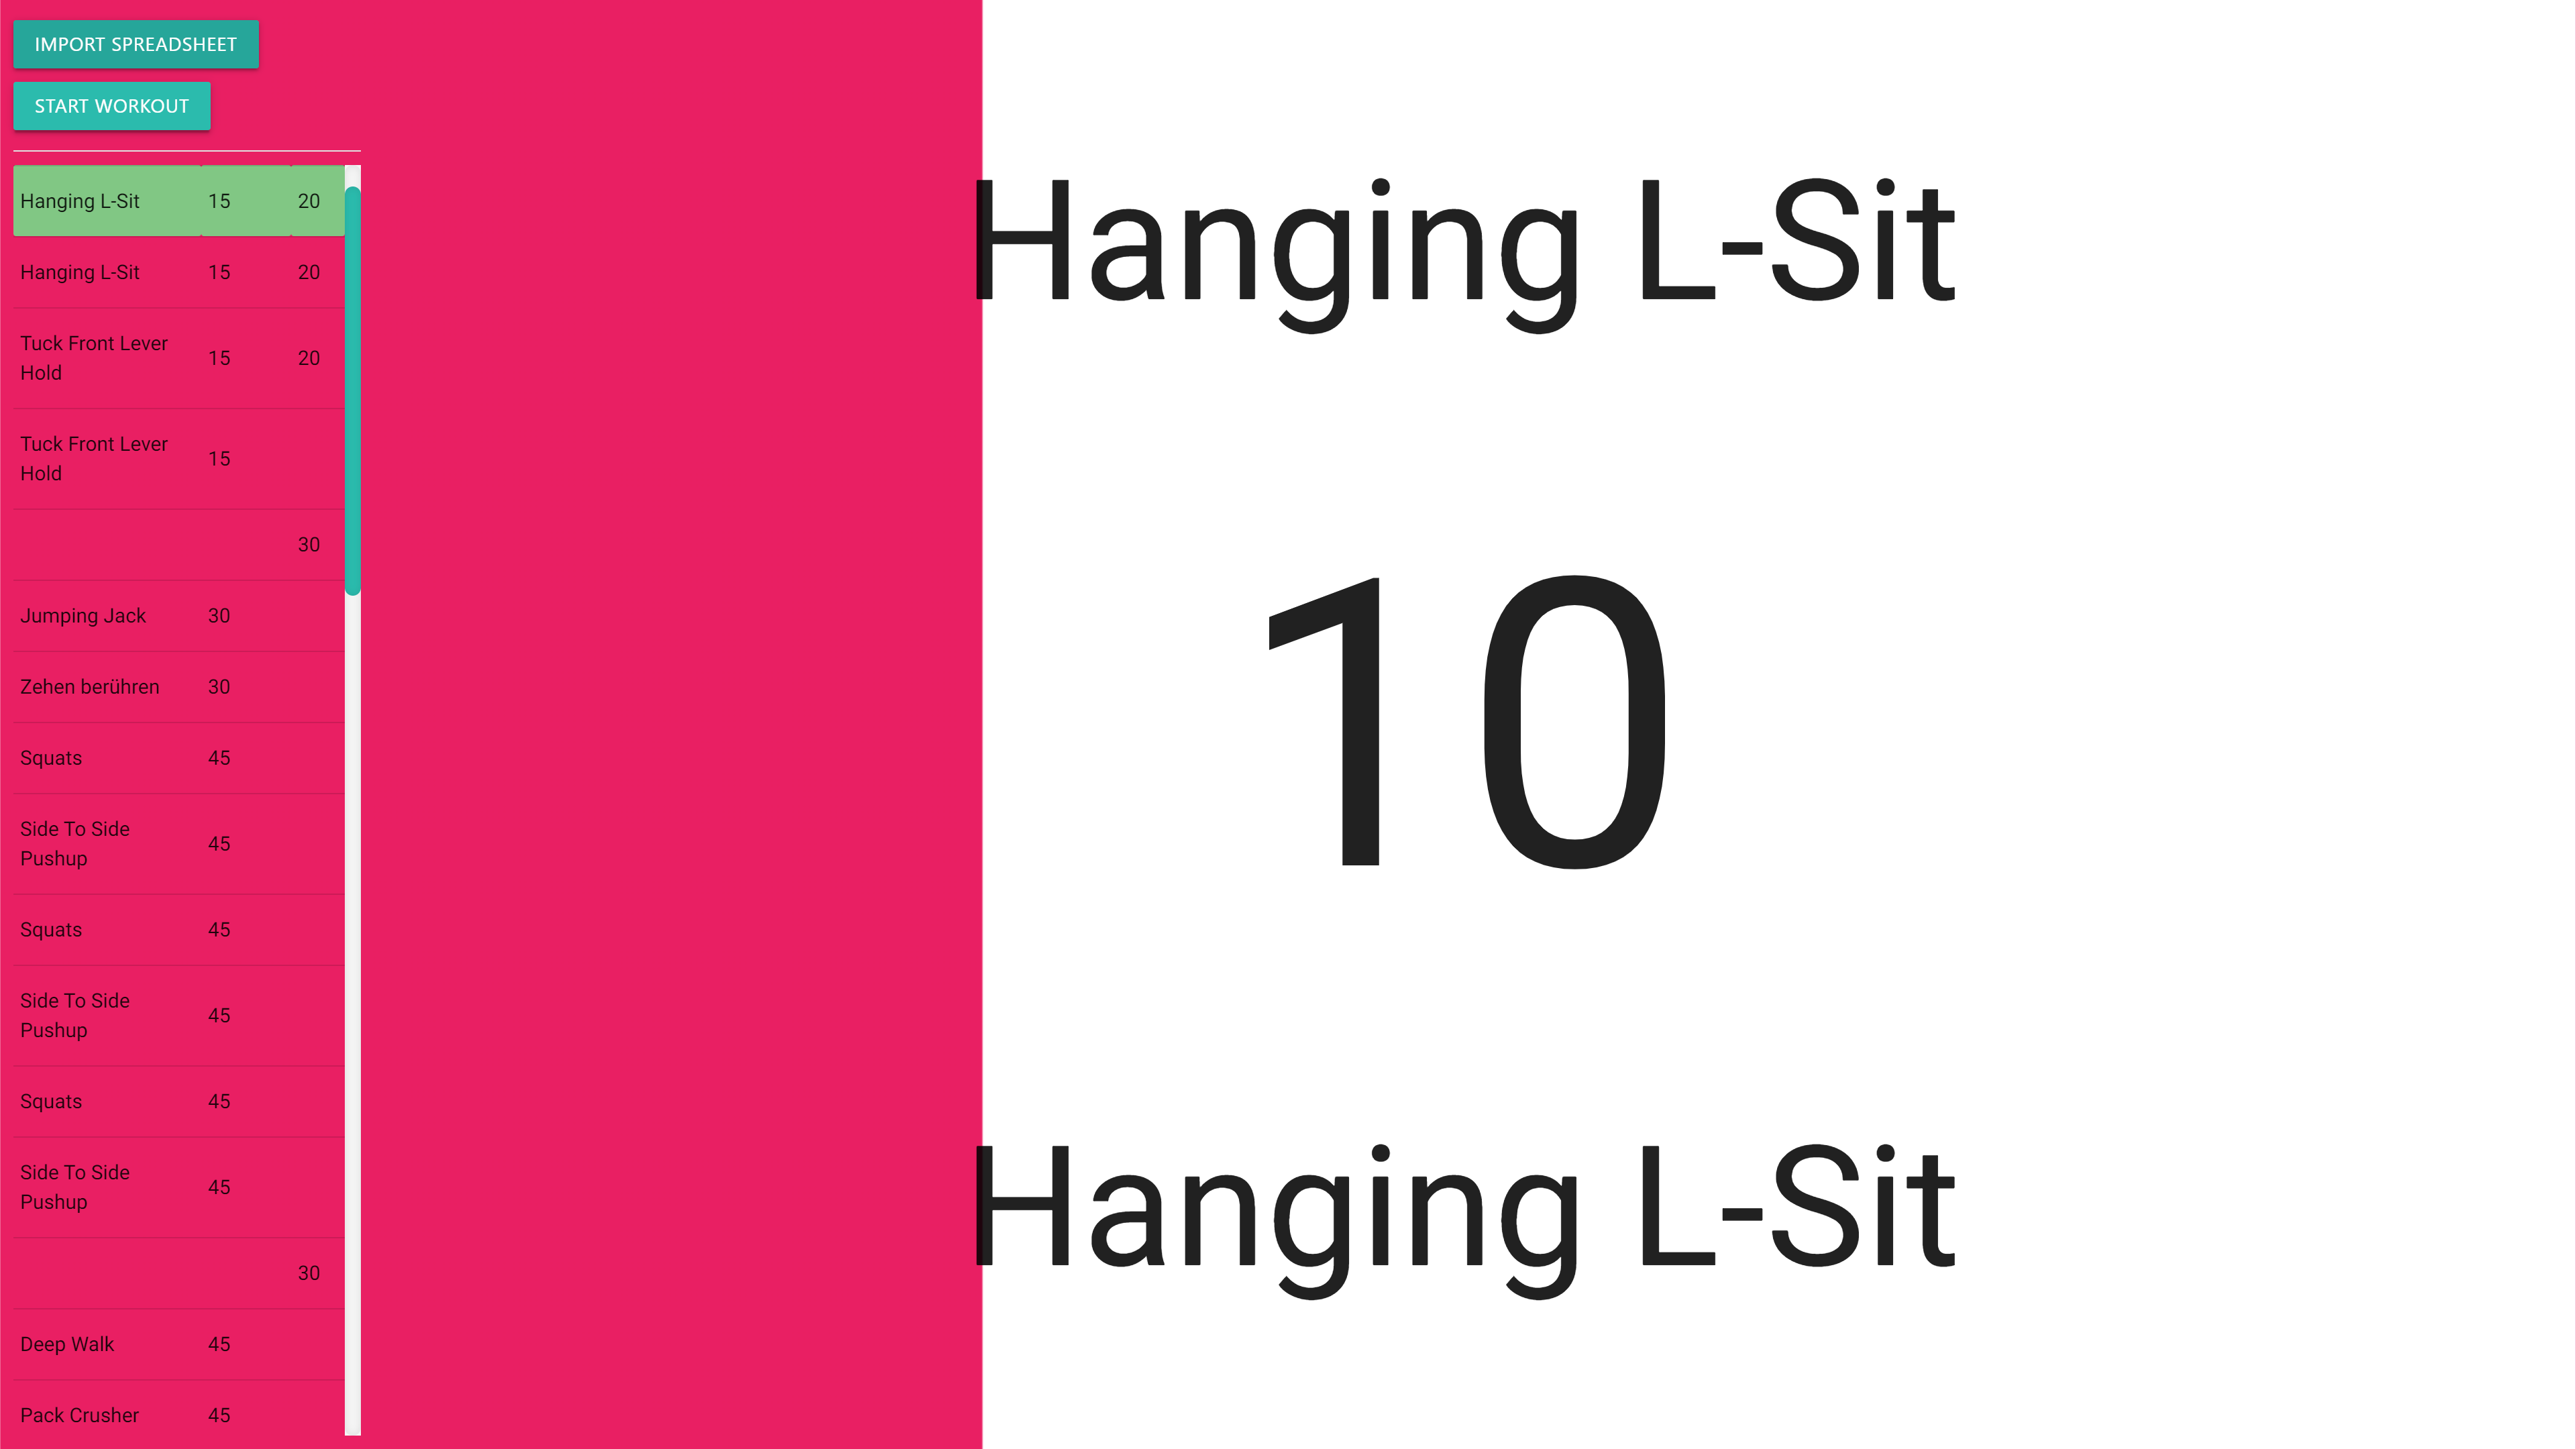 IMPORT SPREADSHEET
START WORKOUT
Hanging L-Sit 15 20
Hanging L-Sit 15 20
Tuck Front Lever
Hold 15 20
Tuck Front Lever
Hold 15
30
Jumping Jack 30
Zehen berühren 30
Squats 45
Side To Side
Pushup 45
Squats 45
Side To Side
Pushup 45
Squats 45
Side To Side
Pushup 45
30
Deep Walk 45
Pack Crusher 45
Hanging L-Sit
10
Hanging L-Sit